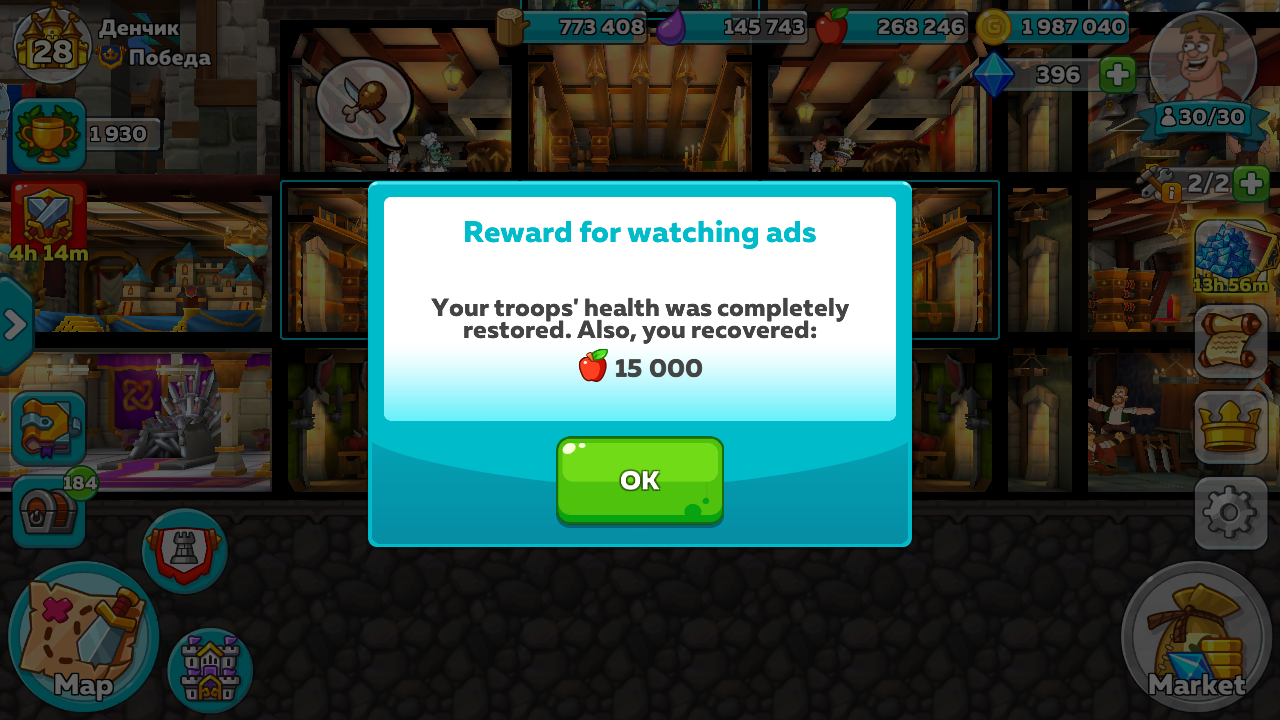 28
Денчик
Победа
773 408
145 743
268 246
G
1 987 040
396
30/30
1 930
2/2
4h 14m
13h 56m
Reward for watching ads
Your troops' health was completely
restored. Also, you recovered:
15 000
OK
184
Map
Market